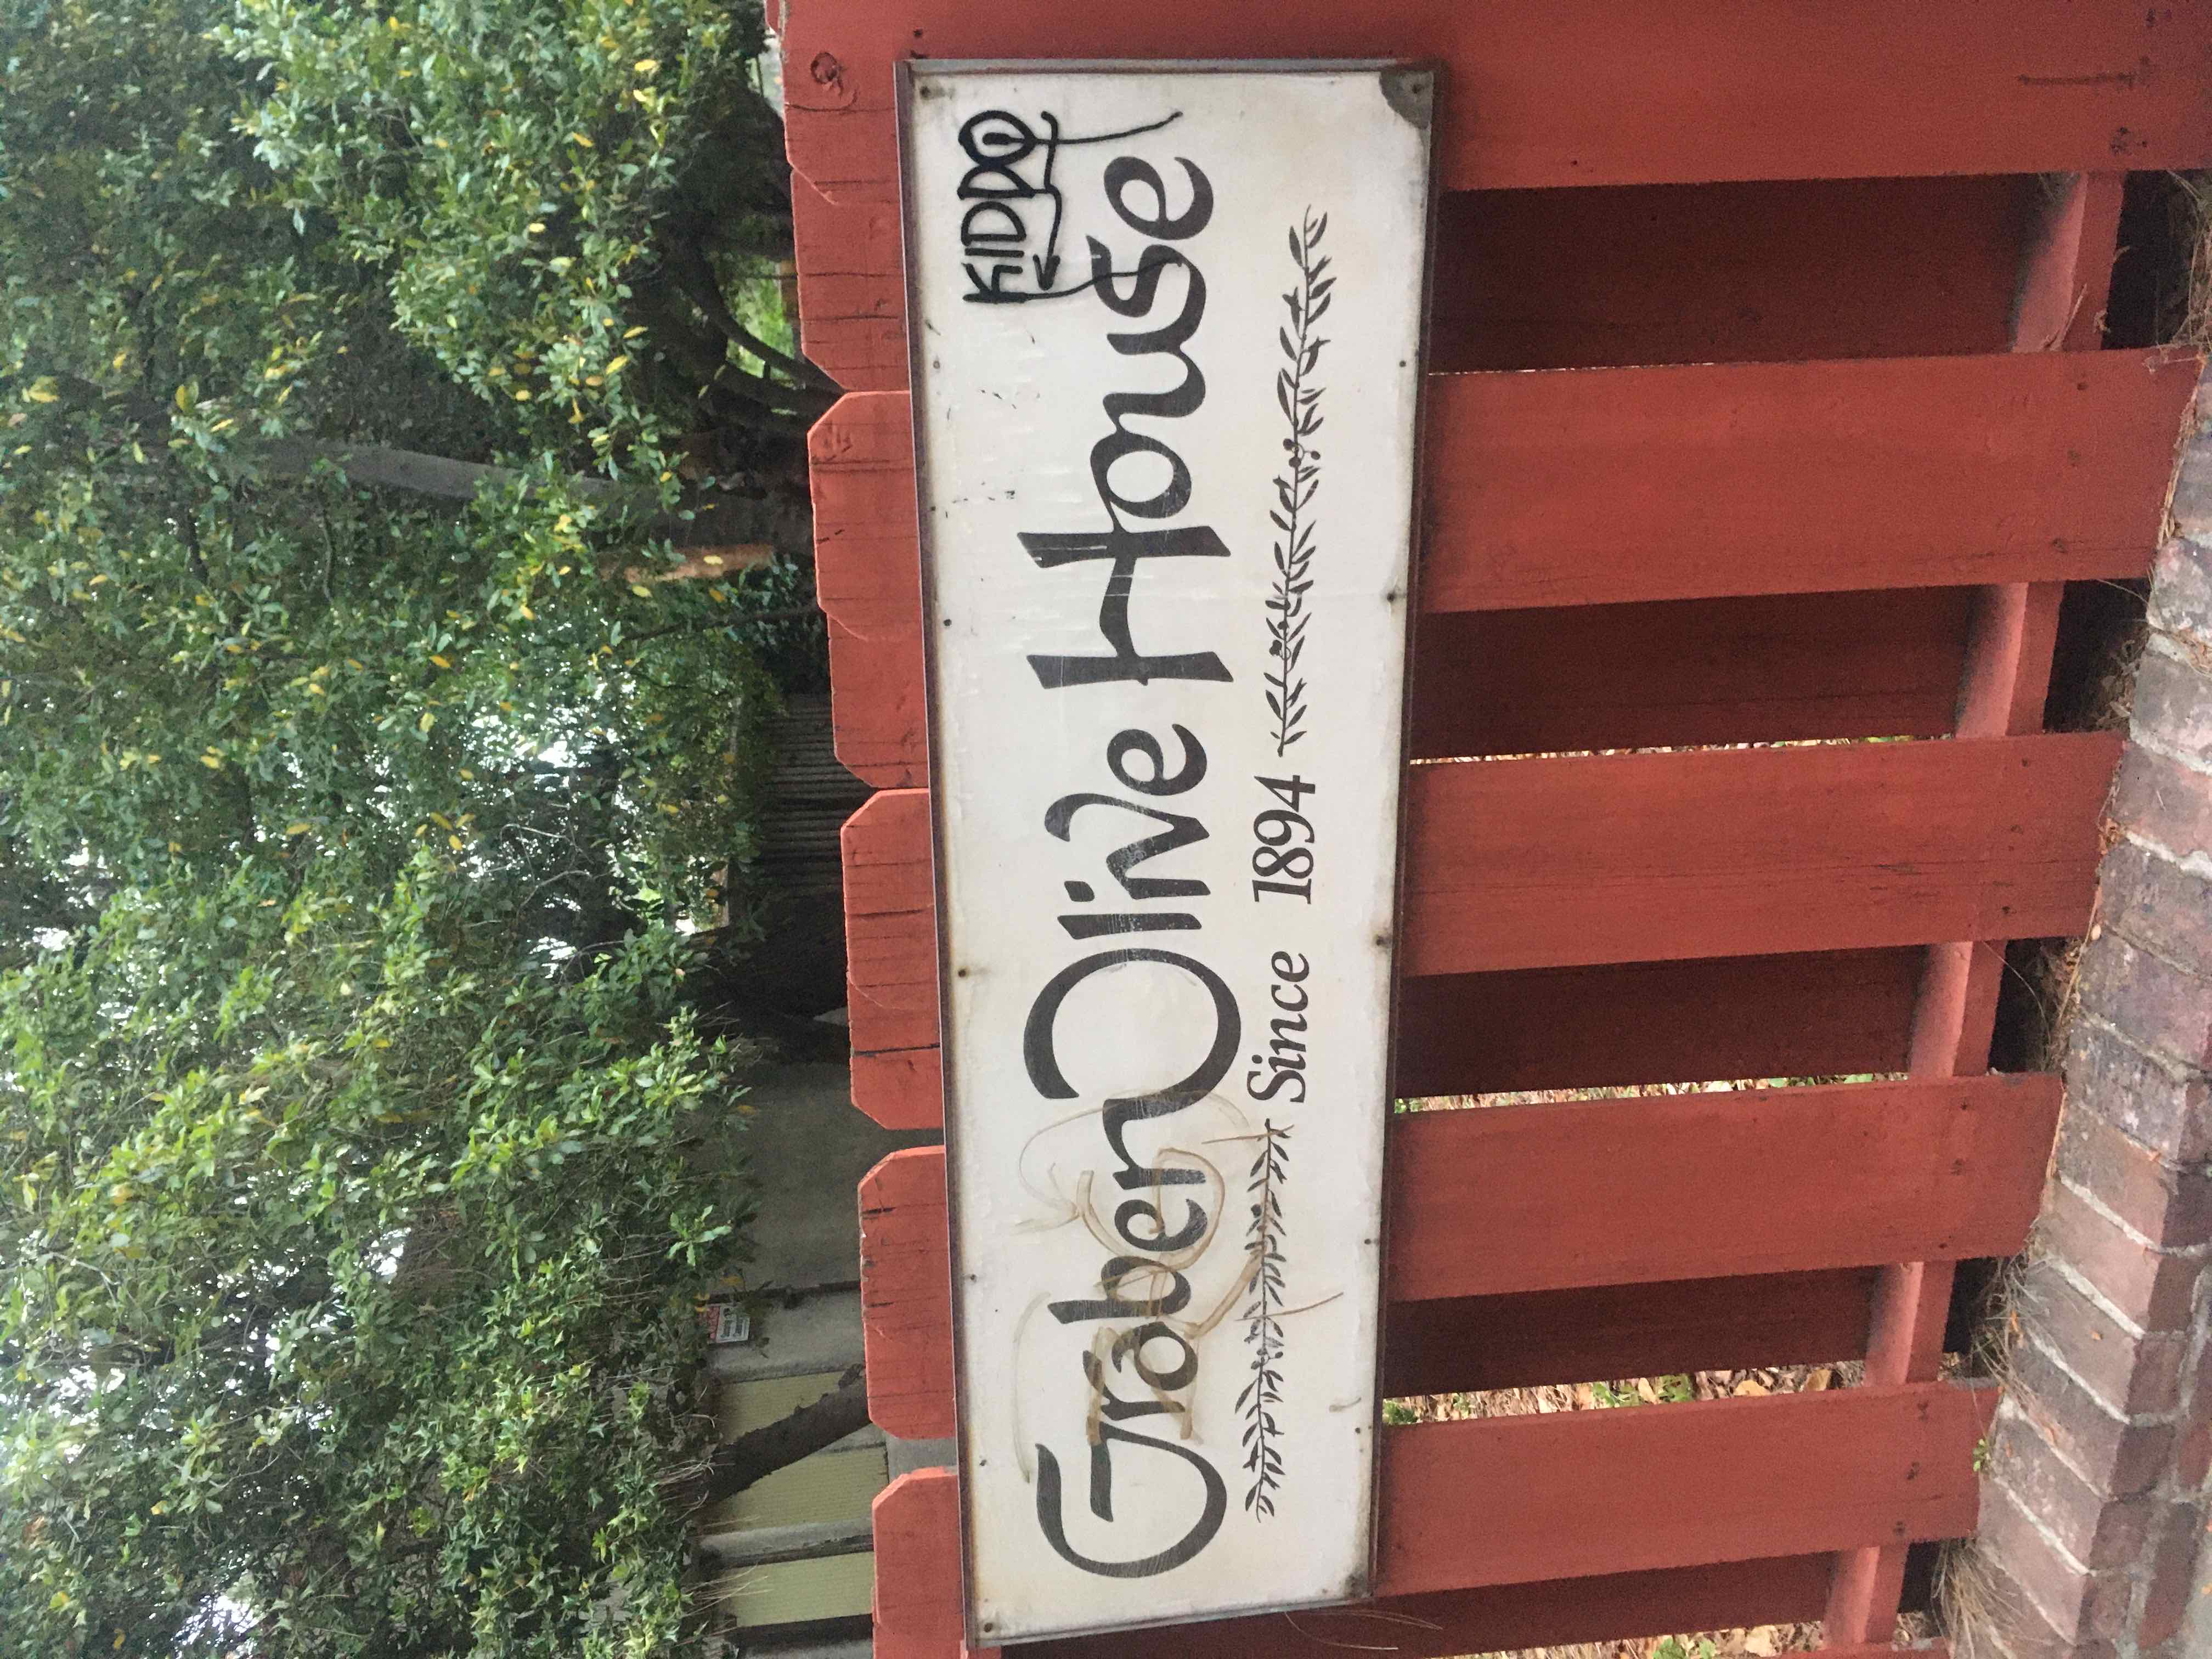 KIDDO
Graber Olive House
Since 1894